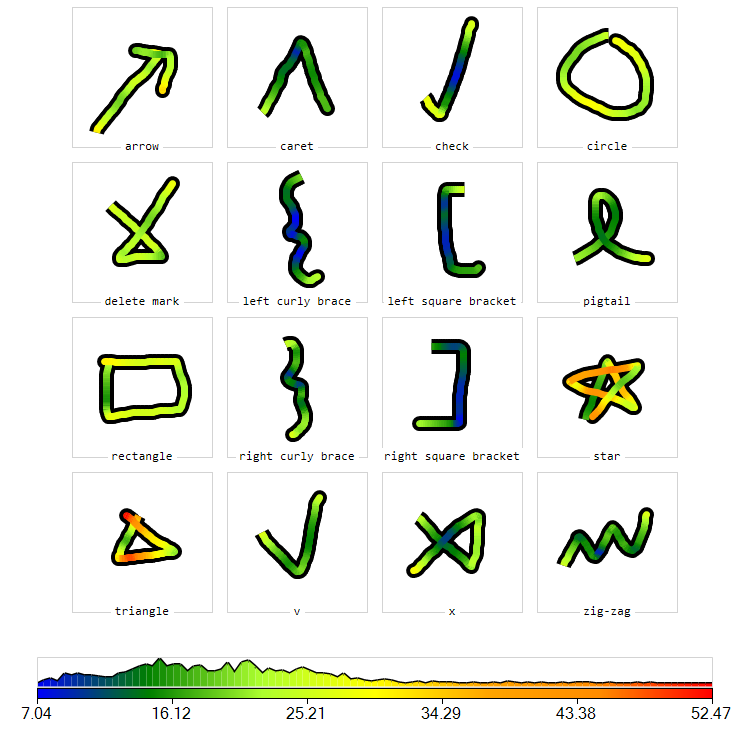 arrow caret check circle
delete mark left curly brace left square bracket pigtail
rectangle right curly brace right square bracket star
triangle v x zig-zag
7.04 16.12 25.21 34.29 43.38 52.47